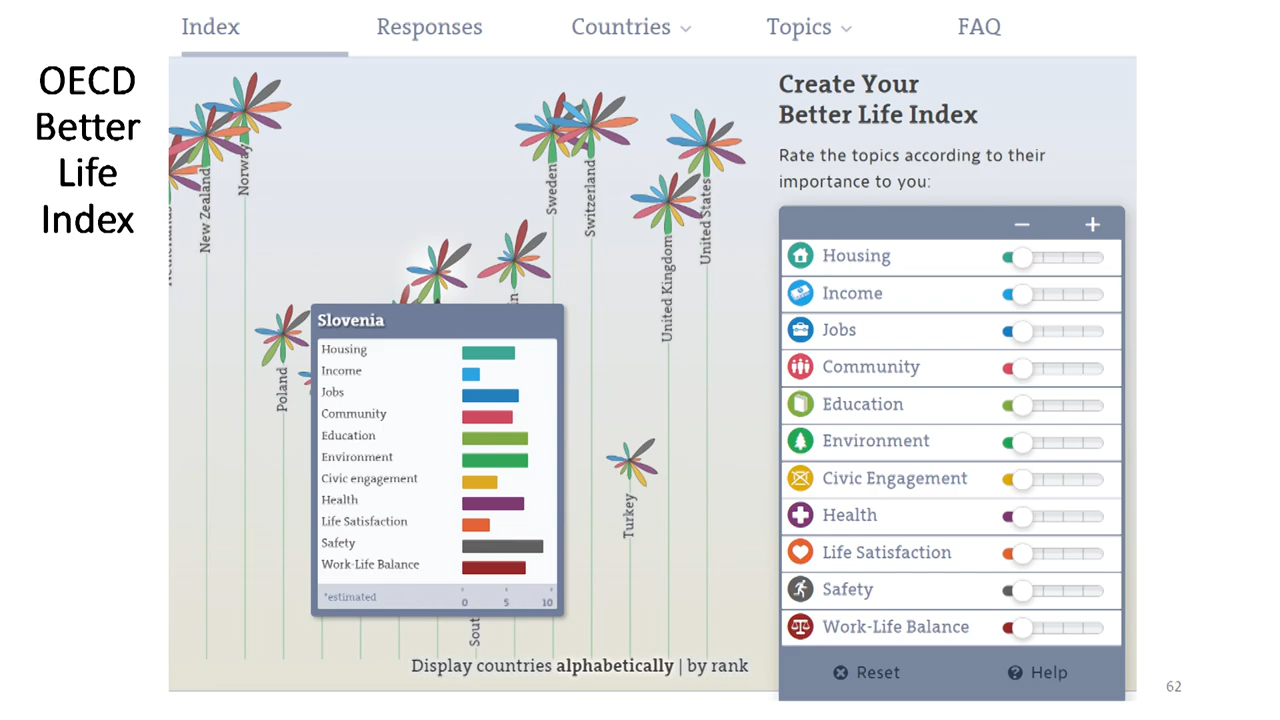 Index
Responses
Countries
Topics
FAQ
OECD
Better
Life
Index
Norway
New Zealand
Sweden
Switzerland
United States
United Kingdom
Poland
Turkey
Slovenia
Housing
Income
Jobs
Community
Education
Environment
Civic engagement
Health
Life Satisfaction
Safety
Work-Life Balance
*estimated
0 5 10
Display countries alphabetically | by rank
Create Your
Better Life Index
Rate the topics according to their
importance to you:
− +
Housing
Income
Jobs
Community
Education
Environment
Civic Engagement
Health
Life Satisfaction
Safety
Work-Life Balance
Reset
? Help
62